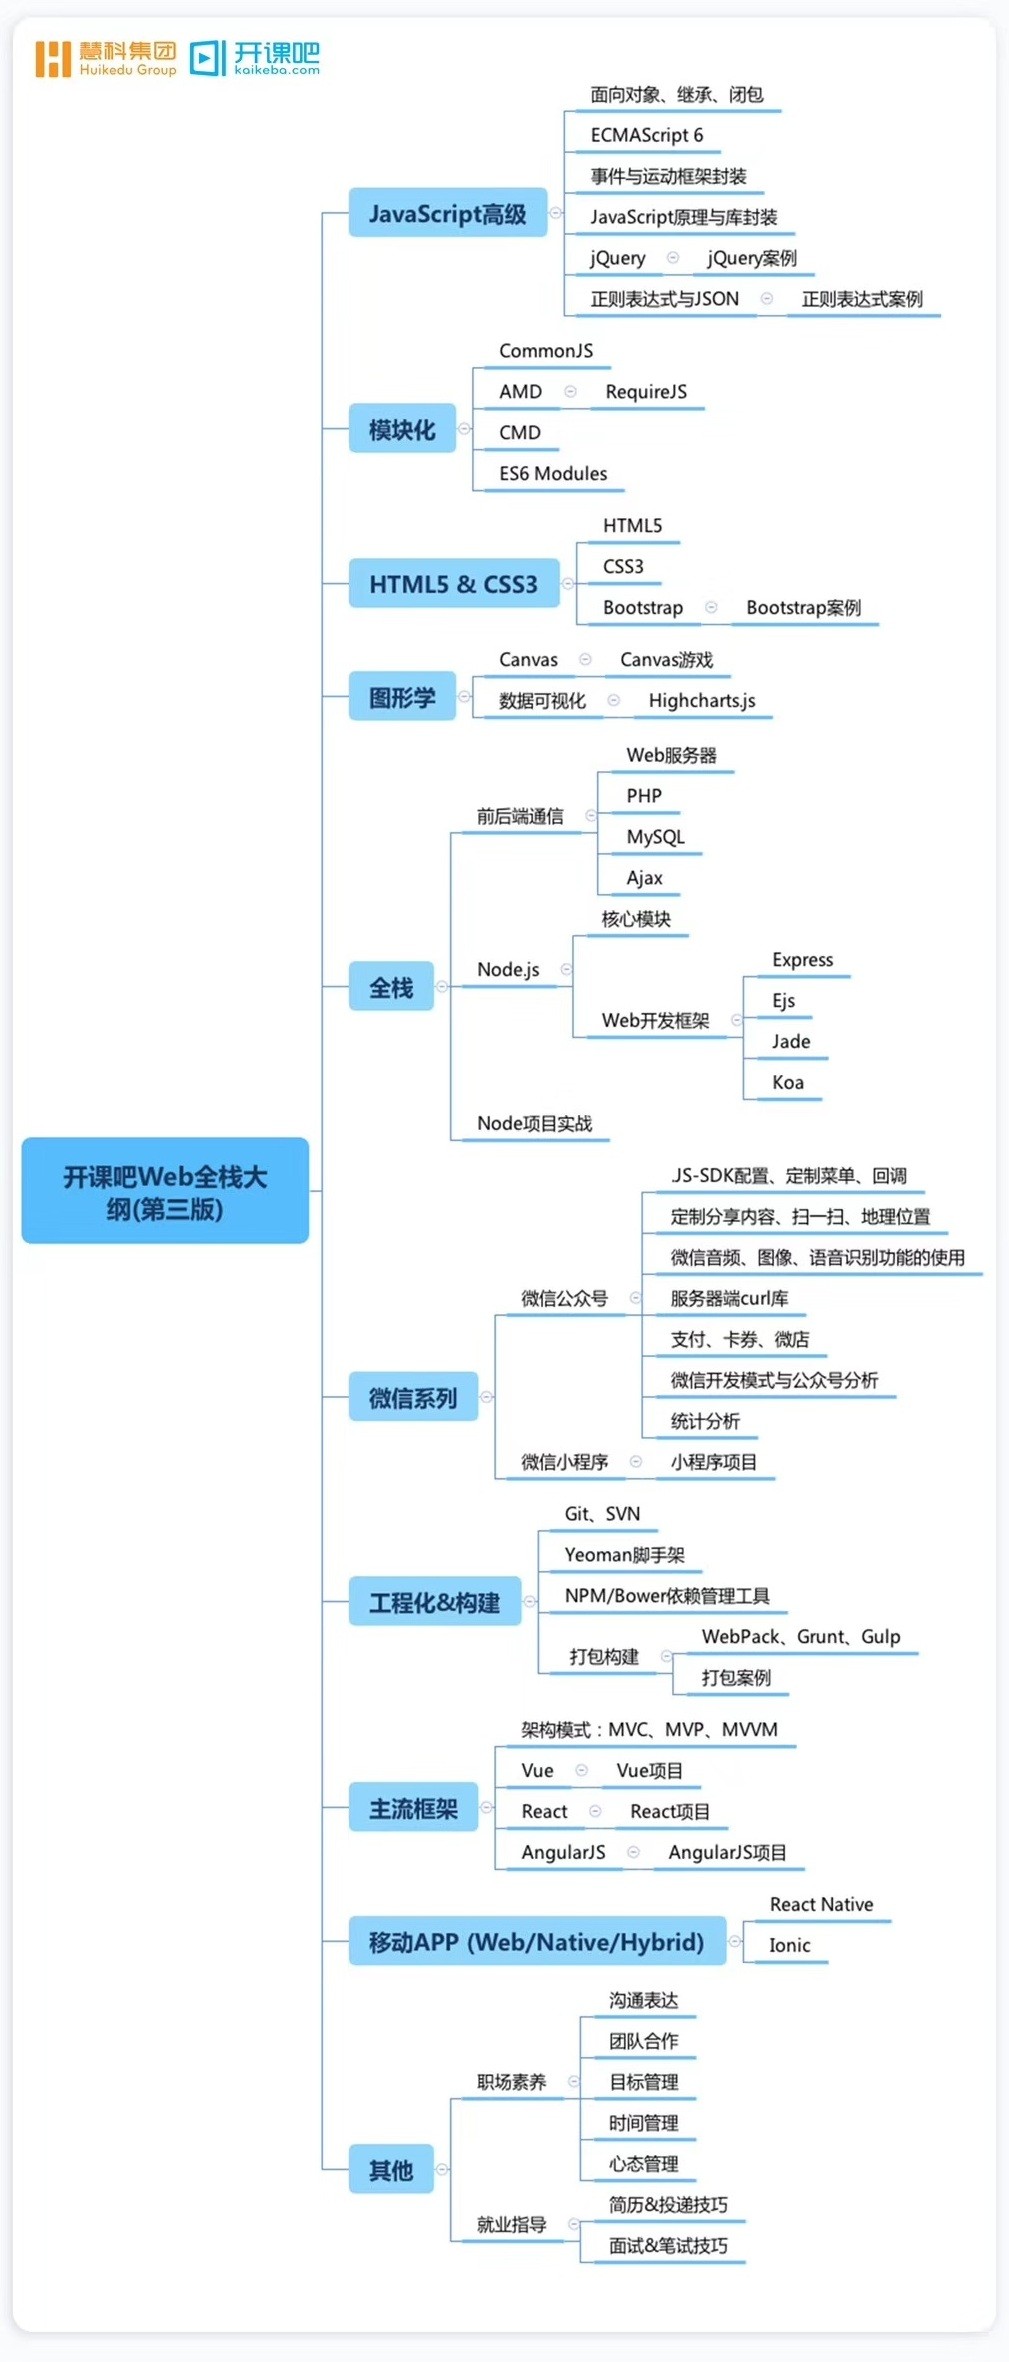 慧科集团
Huikedu Group
开课吧
kaikeba.com
面向对象、继承、闭包
ECMAScript 6
事件与运动框架封装
JavaScript高级
JavaScript原理与库封装
jQuery
jQuery案例
正则表达式与JSON
正则表达式案例
CommonJS
AMD
RequireJS
模块化
CMD
ES6 Modules
HTML5
HTML5 & CSS3
CSS3
Bootstrap
Bootstrap案例
Canvas
Canvas游戏
图形学
数据可视化
Highcharts.js
Web服务器
前后端通信
PHP
MySQL
Ajax
核心模块
全栈
Node.js
Express
Ejs
Web开发框架
Jade
Koa
Node项目实战
开课吧Web全栈大
纲(第三版)
JS-SDK配置、定制菜单、回调
定制分享内容、扫一扫、地理位置
微信音频、图像、语音识别功能的使用
微信公众号
服务器端curl库
支付、卡券、微店
微信系列
微信开发模式与公众号分析
统计分析
微信小程序
小程序项目
Git、SVN
Yeoman脚手架
工程化&构建
NPM/Bower依赖管理工具
打包构建
WebPack、Grunt、Gulp
打包案例
架构模式：MVC、MVP、MVVM
Vue
Vue项目
主流框架
React
React项目
AngularJS
AngularJS项目
移动APP (Web/Native/Hybrid)
React Native
Ionic
沟通表达
团队合作
职场素养
目标管理
时间管理
其他
心态管理
就业指导
简历&投递技巧
面试&笔试技巧